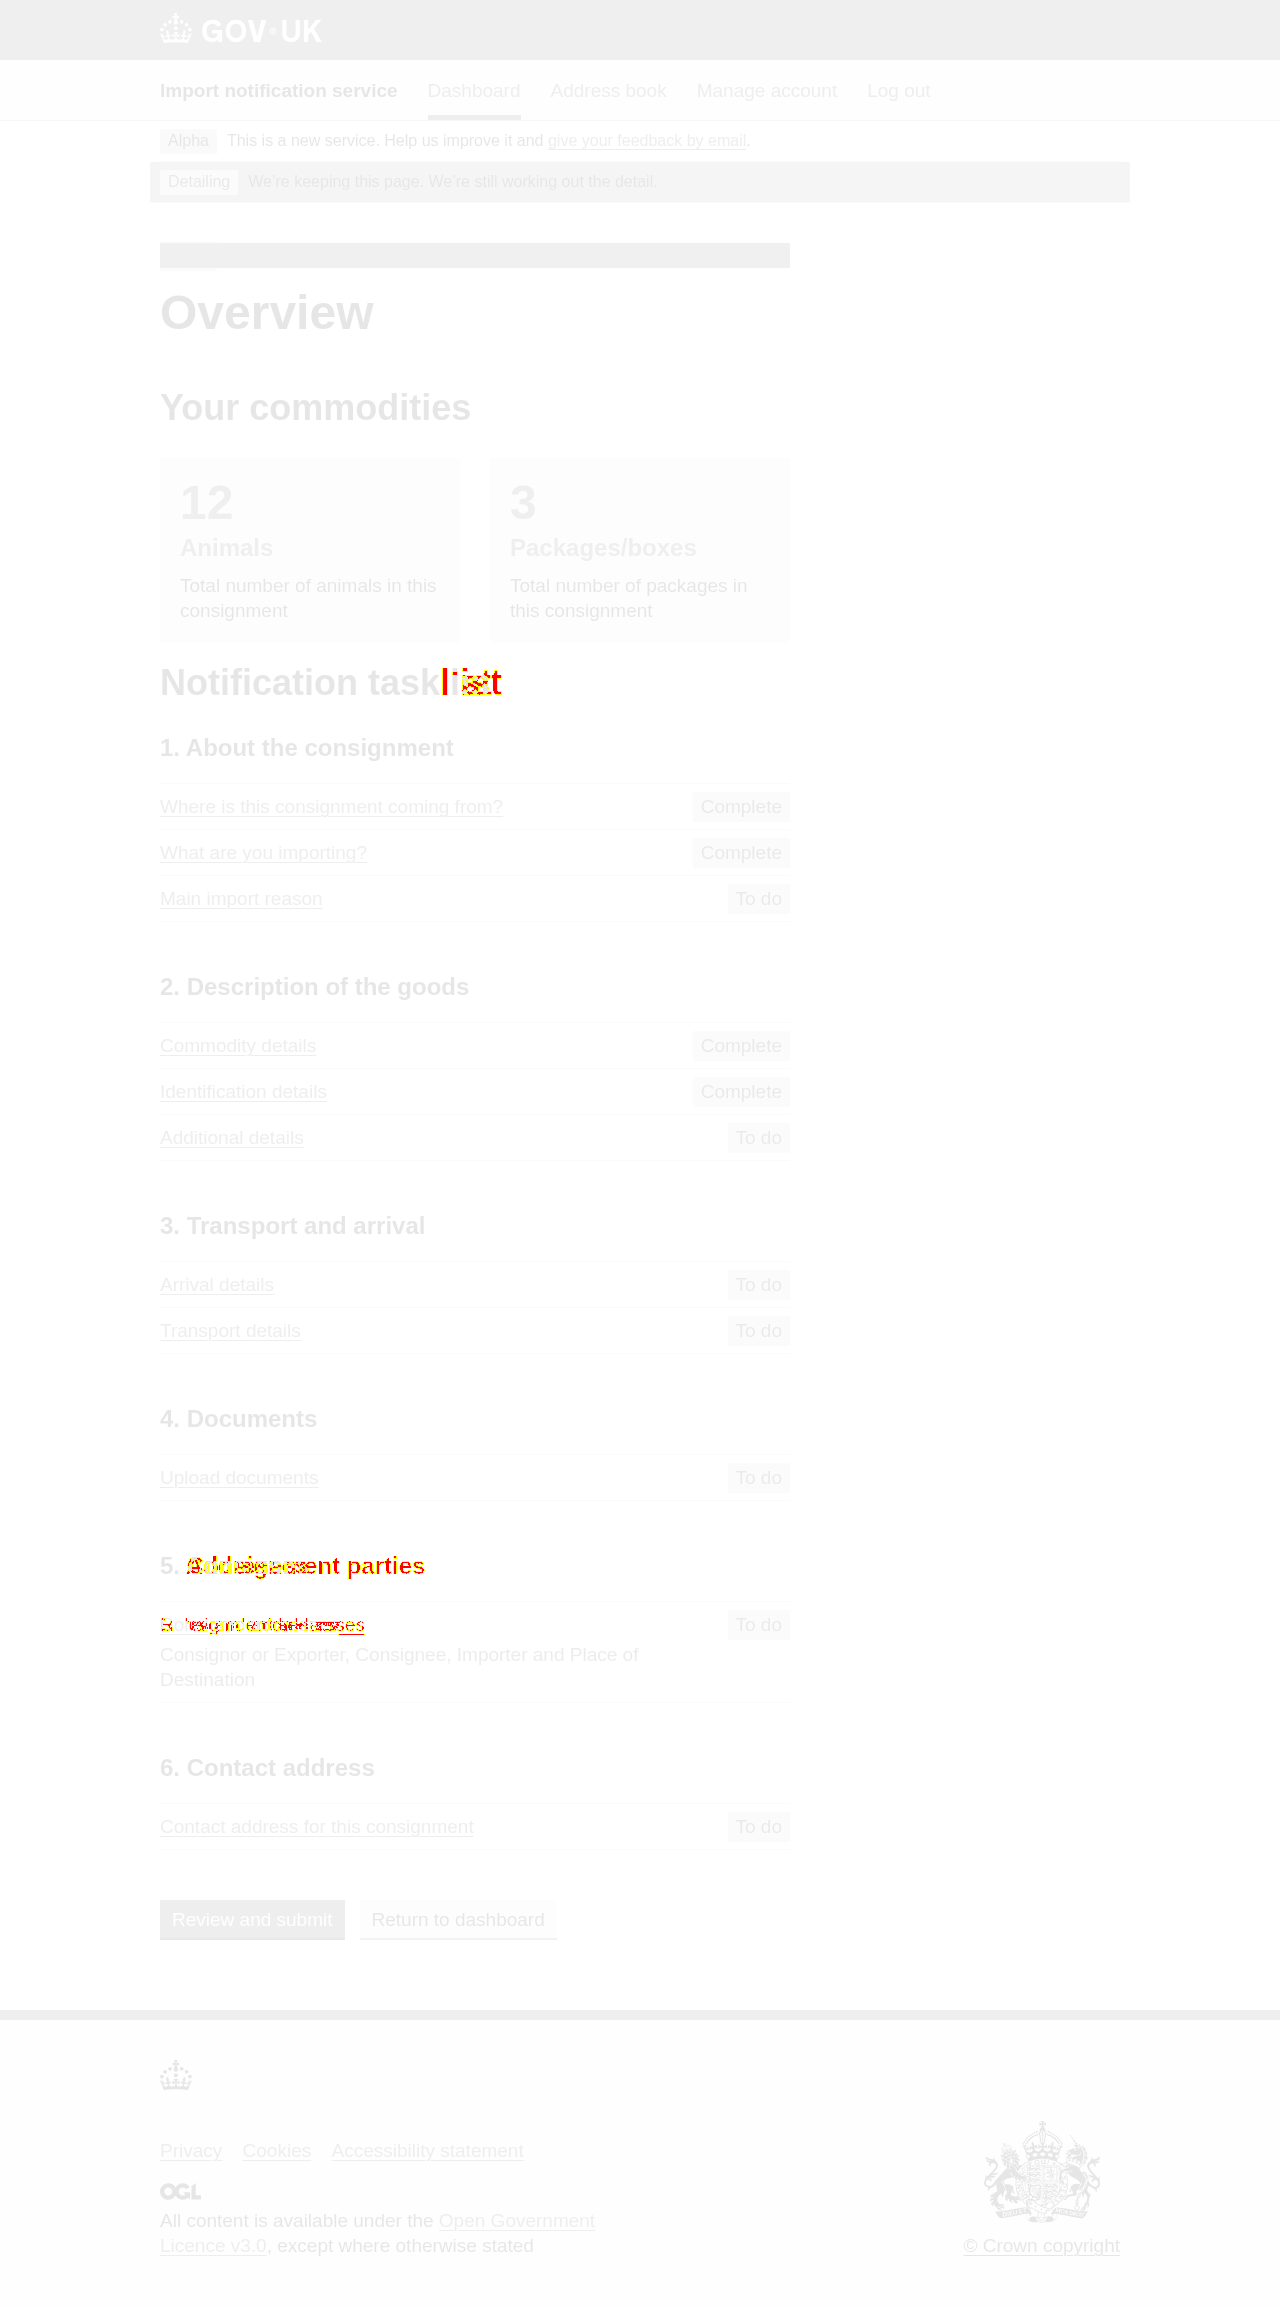 GOV·UK
Import notification service Dashboard Address book Manage account Log out
Alpha This is a new service. Help us improve it and give your feedback by email.
Detailing We're keeping this page. We're still working out the detail.
Overview
Your commodities
12 3
Animals Packages/boxes
Total number of animals in this consignment
Total number of packages in this consignment
Notification task
1. About the consignment
Where is this consignment coming from? Complete
What are you importing? Complete
Main import reason To do
2. Description of the goods
Commodity details Complete
Identification details Complete
Additional details To do
3. Transport and arrival
Arrival details To do
Transport details To do
4. Documents
Upload documents To do
5. parties
To do
Consignor or Exporter, Consignee, Importer and Place of
Destination
6. Contact address
Contact address for this consignment To do
Review and submit Return to dashboard
Privacy Cookies Accessibility statement
OGL
All content is available under the Open Government
Licence v3.0, except where otherwise stated
© Crown copyright